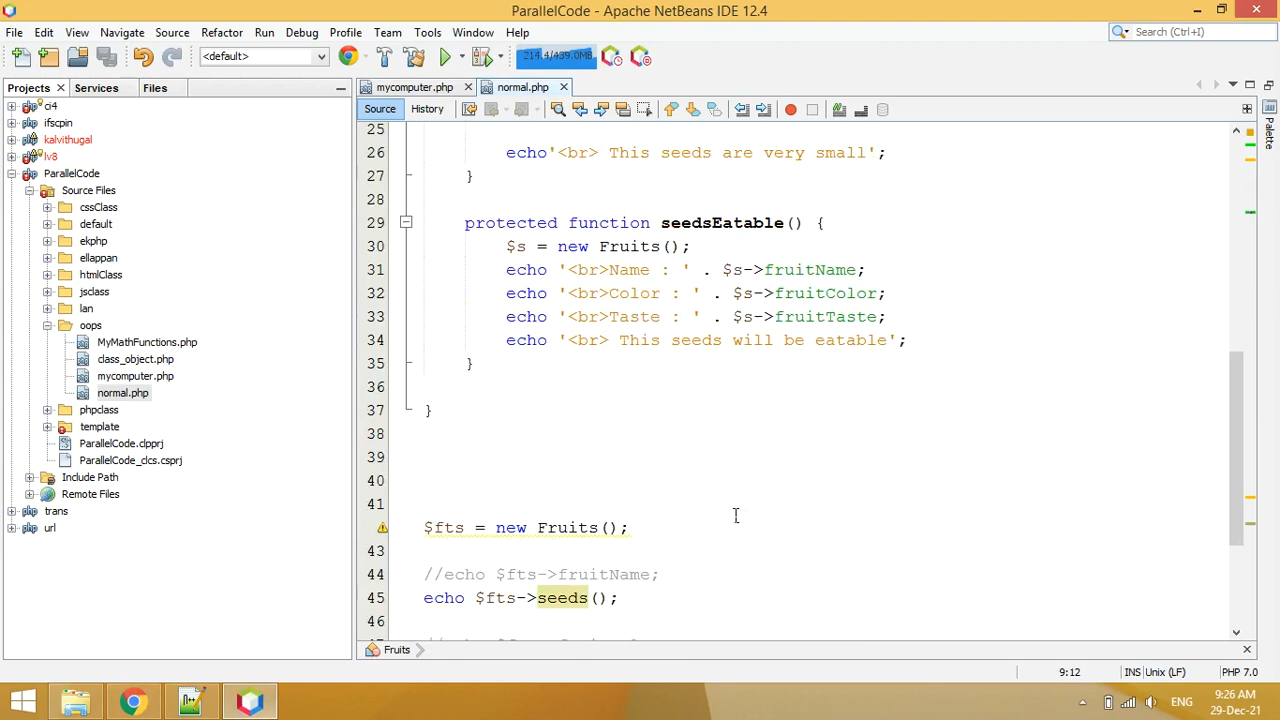 ParallelCode - Apache NetBeans IDE 12.4
File Edit View Navigate Source Refactor Run Debug Profile Team Tools Window Help
Search (Ctrl+I)
<default> 214.4/439.0MB
Projects Services Files
mycomputer.php normal.php
Source History
Palette
ci4
ifscpin
kalvithugal
lv8
ParallelCode
Source Files
cssClass
default
ekphp
ellappan
htmlClass
jsclass
lan
oops
MyMathFunctions.php
class_object.php
mycomputer.php
normal.php
phpclass
template
ParallelCode.clpprj
ParallelCode_clcs.csprj
Include Path
Remote Files
trans
url
25
26 echo'<br> This seeds are very small';
27 }
28
29 protected function seedsEatable() {
30 $s = new Fruits();
31 echo '<br>Name : ' . $s->fruitName;
32 echo '<br>Color : ' . $s->fruitColor;
33 echo '<br>Taste : ' . $s->fruitTaste;
34 echo '<br> This seeds will be eatable';
35 }
36
37 }
38
39
40
41
$fts = new Fruits();
43
44 //echo $fts->fruitName;
45 echo $fts->seeds();
46
Fruits
9:12 INS Unix (LF) PHP 7.0
ENG
9:26 AM
29-Dec-21